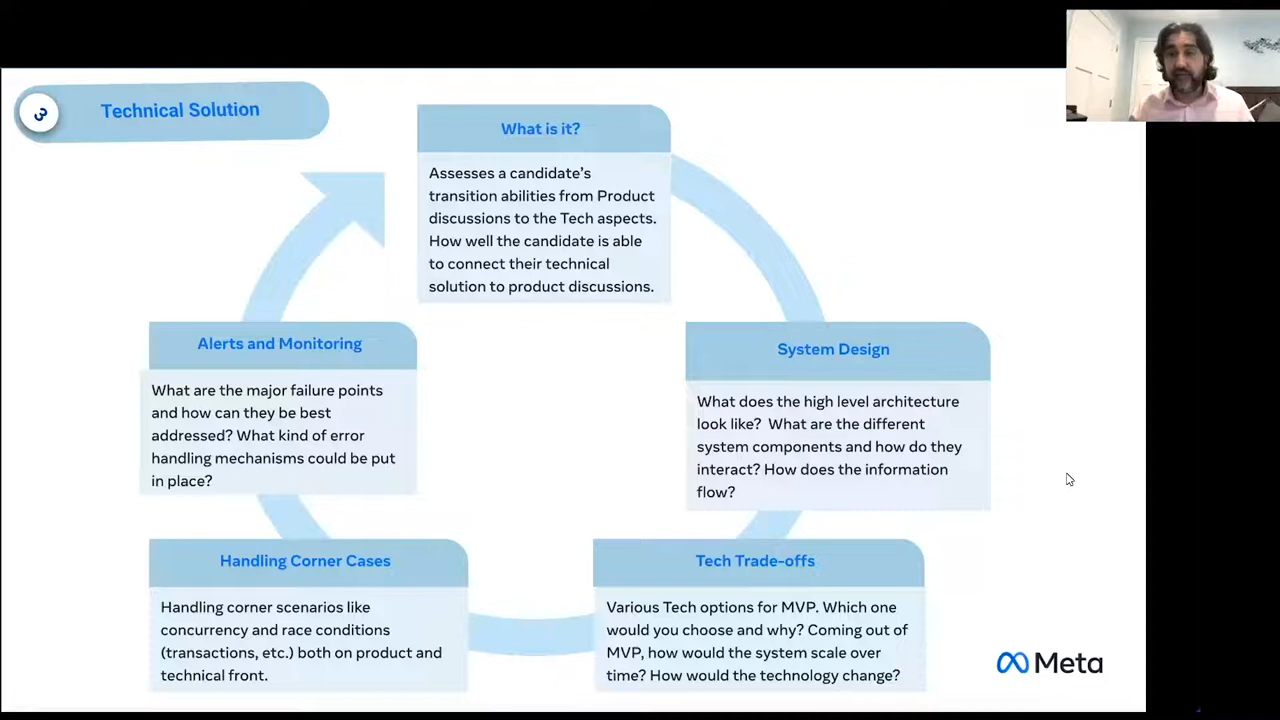 3
Technical Solution
What is it?
Assesses a candidate's
transition abilities from Product
discussions to the Tech aspects.
How well the candidate is able
to connect their technical
solution to product discussions.
System Design
What does the high level architecture
look like?  What are the different
system components and how do they
interact? How does the information
flow?
Tech Trade-offs
Various Tech options for MVP. Which one
would you choose and why? Coming out of
MVP, how would the system scale over
time? How would the technology change?
Handling Corner Cases
Handling corner scenarios like
concurrency and race conditions
(transactions, etc.) both on product and
technical front.
Alerts and Monitoring
What are the major failure points
and how can they be best
addressed? What kind of error
handling mechanisms could be put
in place?
Meta